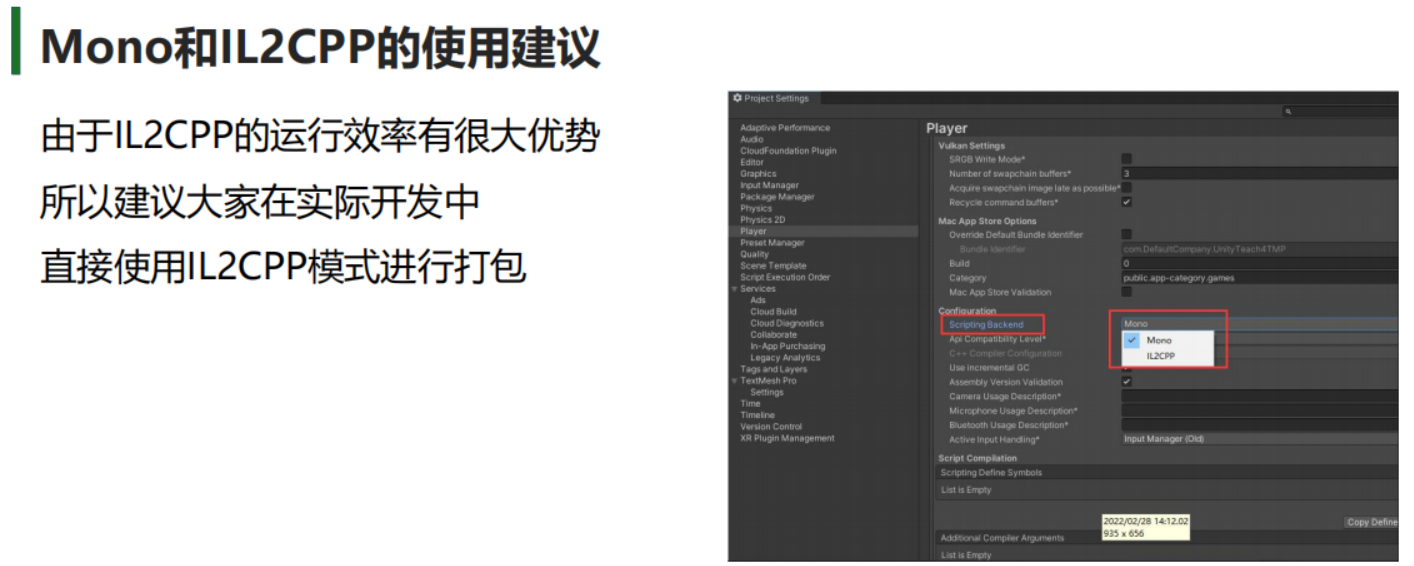 Mono和IL2CPP的使用建议
由于IL2CPP的运行效率有很大优势
所以建议大家在实际开发中
直接使用IL2CPP模式进行打包
Project Settings
Adaptive Performance
Audio
CloudFoundation Plugin
Editor
Graphics
Input Manager
Package Manager
Physics
Physics 2D
Player
Preset Manager
Quality
Scene Template
Script Execution Order
Services
Ads
Cloud Build
Cloud Diagnostics
Collaborate
In-App Purchasing
Legacy Analytics
Tags and Layers
TextMesh Pro
Settings
Time
Timeline
Version Control
XR Plugin Management
Player
Vulkan Settings
SRGB Write Mode*
Number of swapchain buffers* 3
Acquire swapchain image late as possible*
Recycle command buffers*
Mac App Store Options
Override Default Bundle Identifier
Bundle Identifier com.DefaultCompany.UnityTeach4TMP
Build 0
Category public.app-category.games
Mac App Store Validation
Configuration
Scripting Backend Mono
Mono
IL2CPP
Api Compatibility Level*
C++ Compiler Configuration
Use incremental GC
Assembly Version Validation
Camera Usage Description*
Microphone Usage Description*
Bluetooth Usage Description*
Active Input Handling* Input Manager (Old)
Script Compilation
Scripting Define Symbols
List is Empty
2022/02/28 14:12.02
935 x 656
Copy Define
Additional Compiler Arguments
List is Empty